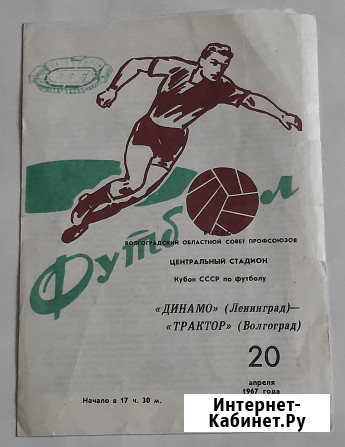 Футбол
ВОЛГОГРАДСКИЙ ОБЛАСТНОЙ СОВЕТ ПРОФСОЮЗОВ
ЦЕНТРАЛЬНЫЙ СТАДИОН
Кубок СССР по футболу
«ДИНАМО» (Ленинград)—
«ТРАКТОР» (Волгоград)
20
апреля
1967 года
Начало в 17 ч. 30 м.
Интернет-
Кабинет.Ру